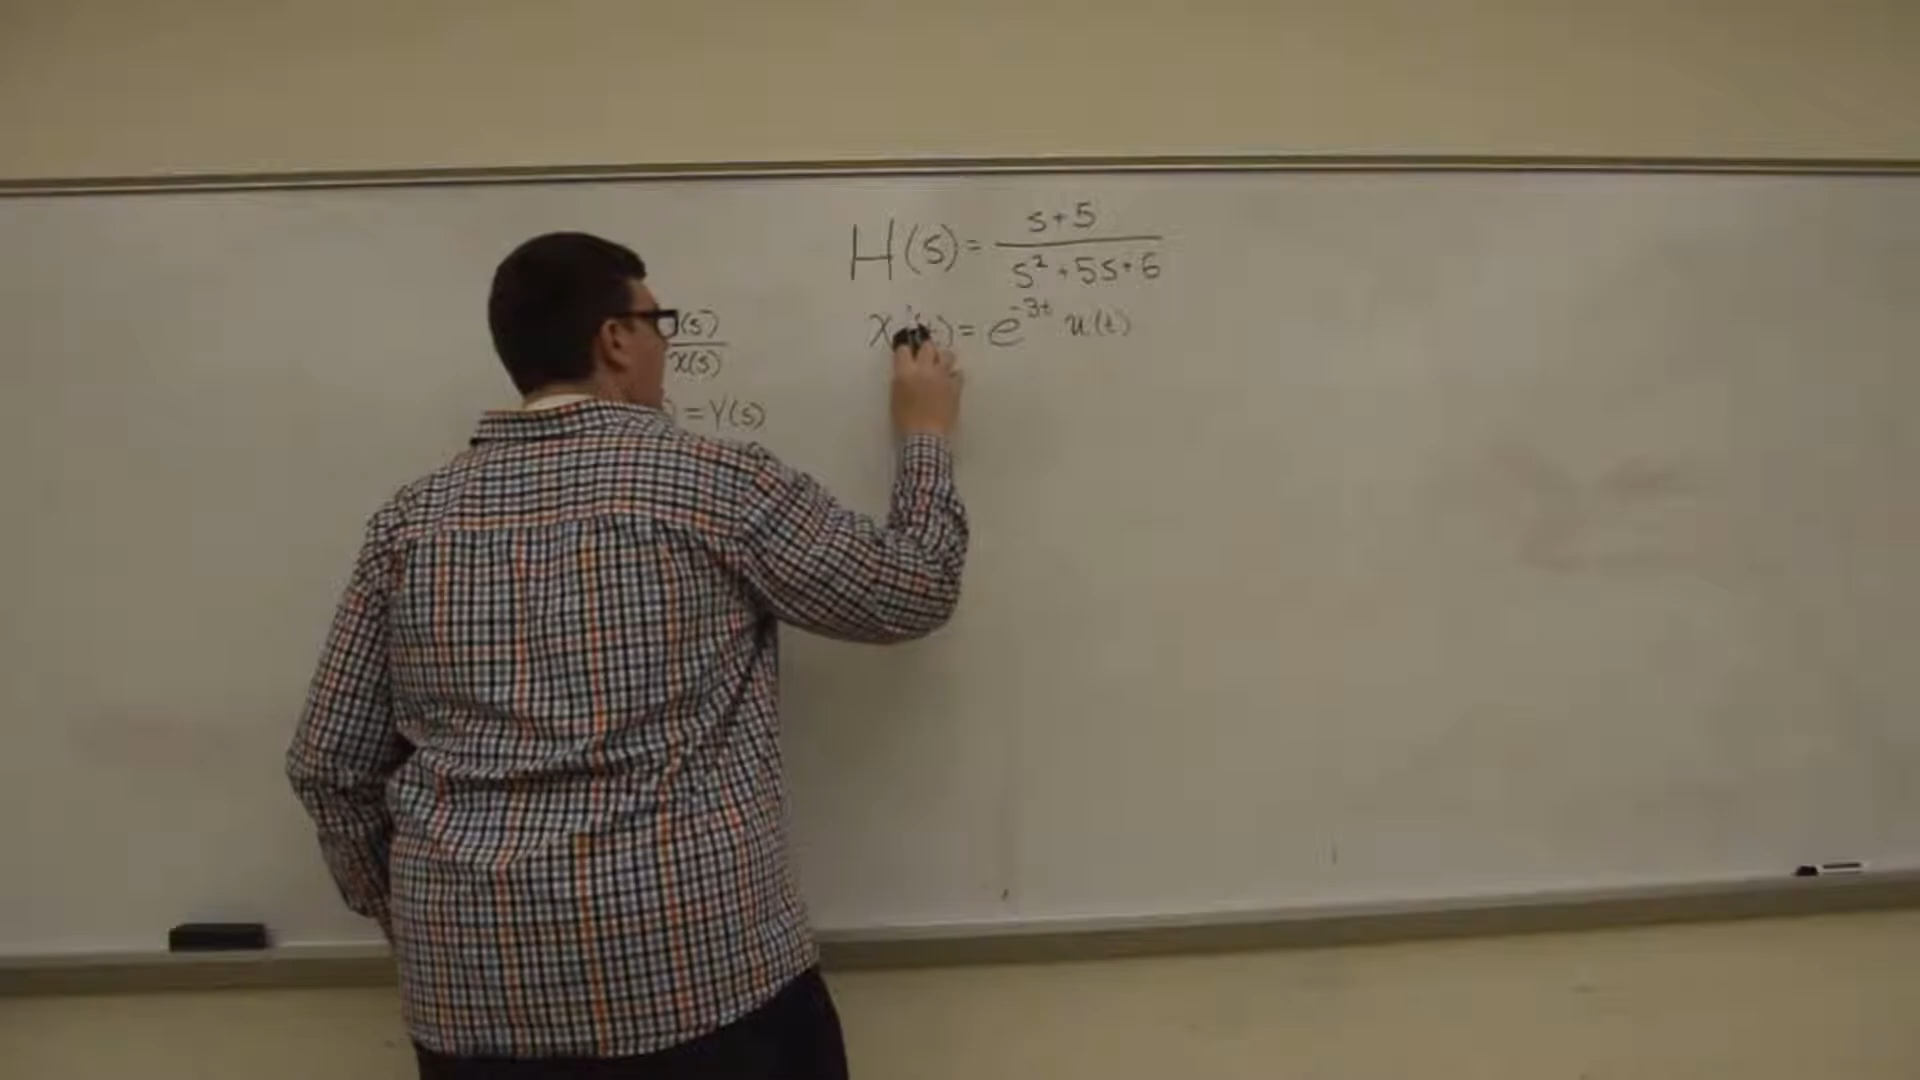 (s)
x(s)
) = Y(s)
H(s) = s+5
s² + 5s + 6
x (t) = e^-3t u(t)